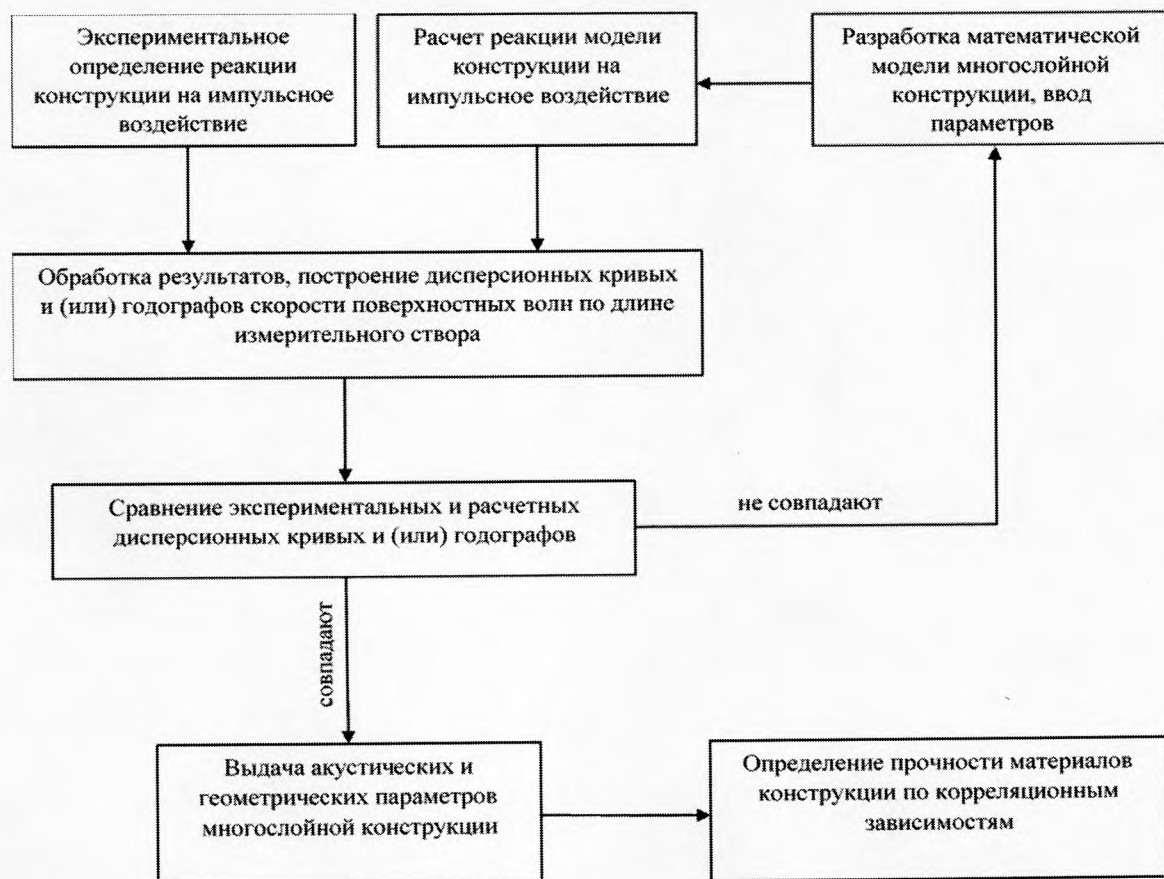 Экспериментальное
определение реакции
конструкции на импульсное
воздействие
Расчет реакции модели
конструкции на
импульсное воздействие
Разработка математической
модели многослойной
конструкции, ввод
параметров
Обработка результатов, построение дисперсионных кривых
и (или) годографов скорости поверхностных волн по длине
измерительного створа
Сравнение экспериментальных и расчетных
дисперсионных кривых и (или) годографов
не совпадают
совпадают
Выдача акустических и
геометрических параметров
многослойной конструкции
Определение прочности материалов
конструкции по корреляционным
зависимостям